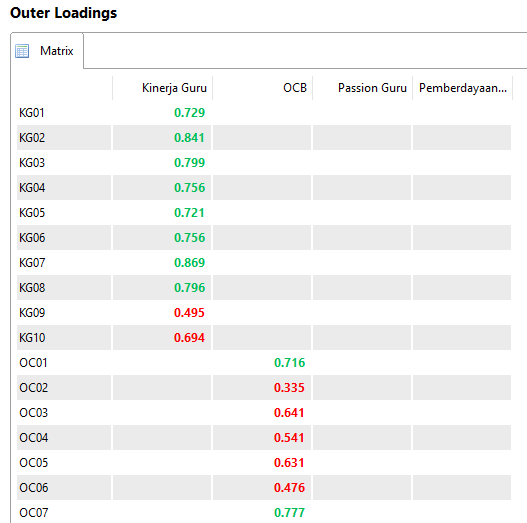 Outer Loadings
Matrix
Kinerja Guru OCB Passion Guru Pemberdayaan...
KG01 0.729
KG02 0.841
KG03 0.799
KG04 0.756
KG05 0.721
KG06 0.756
KG07 0.869
KG08 0.796
KG09 0.495
KG10 0.694
OC01 0.716
OC02 0.335
OC03 0.641
OC04 0.541
OC05 0.631
OC06 0.476
OC07 0.777